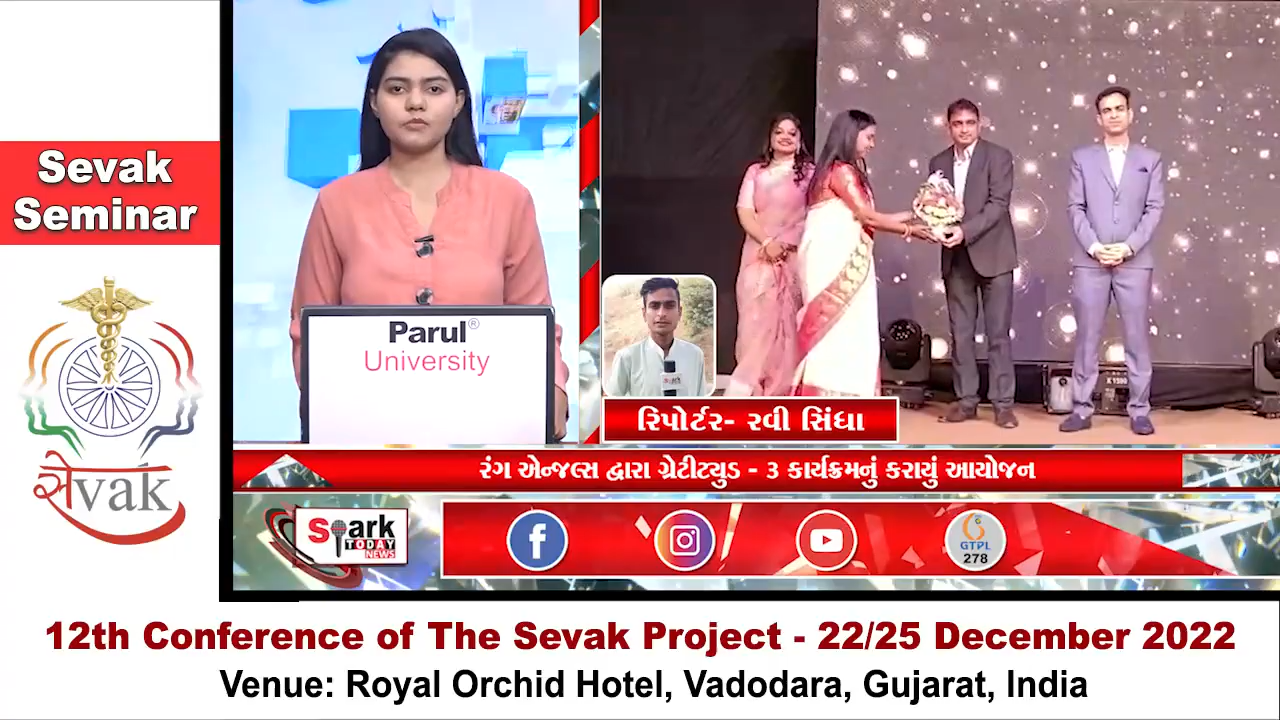 Sevak
Seminar
सेvak
Parul®
University
રિપોર્ટર- રવી સિંધા
રંગ એન્જલ્સ દ્વારા ગ્રેટીટ્યુડ - ૩ કાર્યક્રમનું કરાયું આયોજન
Spark
TODAY
NEWS
GTPL
278
12th Conference of The Sevak Project - 22/25 December 2022
Venue: Royal Orchid Hotel, Vadodara, Gujarat, India